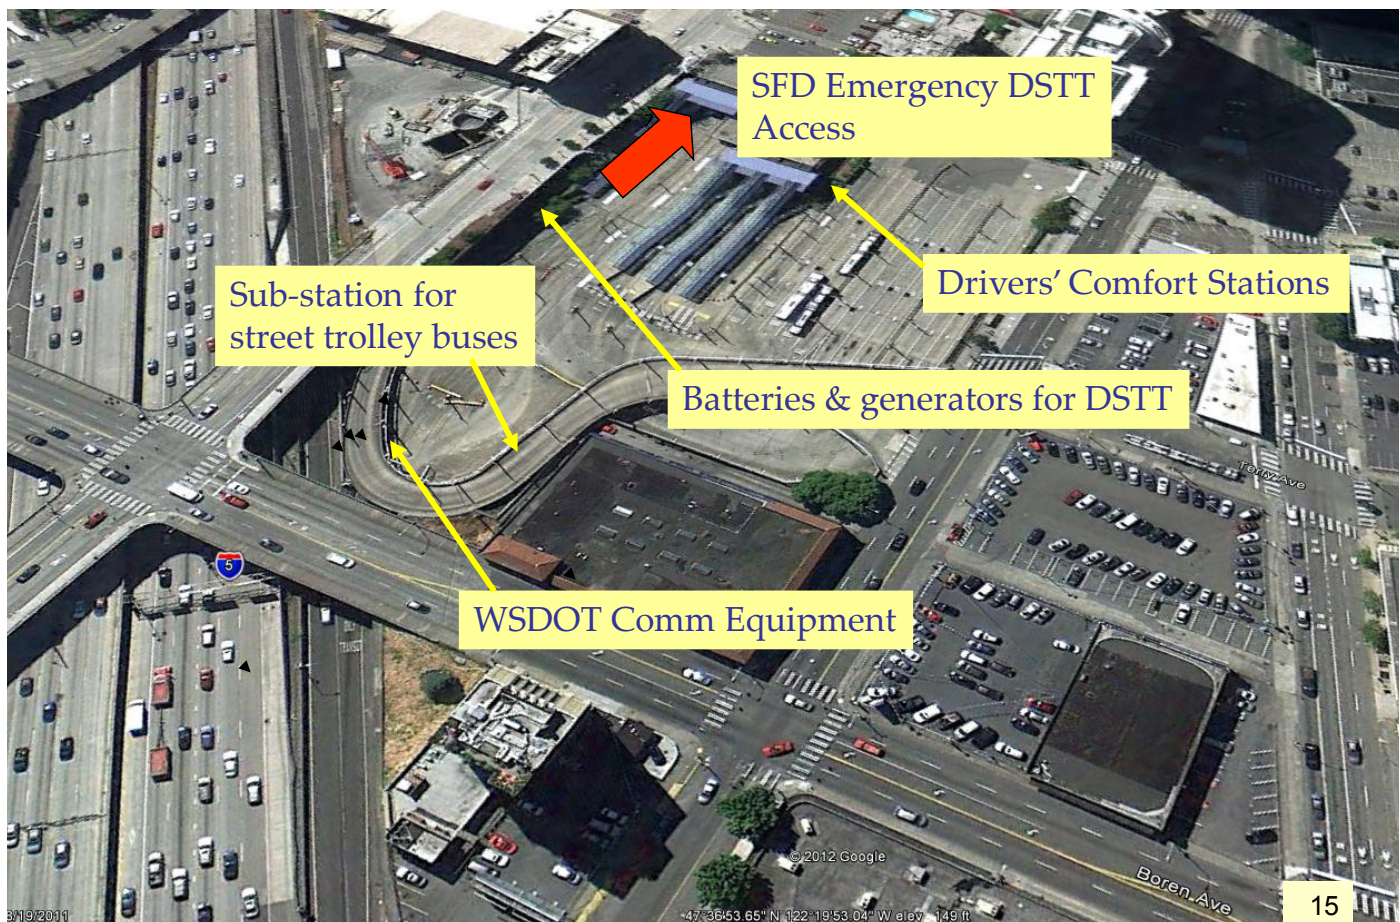 SFD Emergency DSTT
Access
Drivers' Comfort Stations
Sub-station for
street trolley buses
Batteries & generators for DSTT
Terry Ave
5
WSDOT Comm Equipment
© 2012 Google
Boren Ave
15
8/19/2011
47°36'53.65" N 122°19'53.04" W elev 149 ft